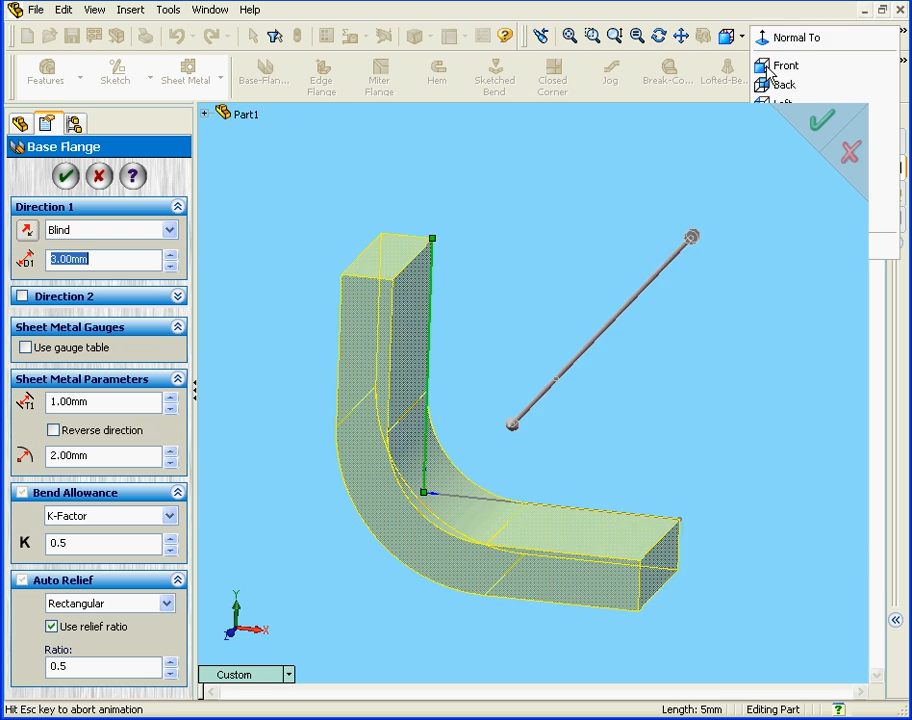 File Edit View Insert Tools Window Help
Normal To
Front
Back
Features Sketch Sheet Metal Base-Flan... Edge Flange Miter Flange Hem Sketched Bend Closed Corner Jog Break-Co... Lofted-Be...
Part1
Base Flange
Direction 1
Blind
D1 3.00mm
Direction 2
Sheet Metal Gauges
Use gauge table
Sheet Metal Parameters
T1 1.00mm
Reverse direction
2.00mm
Bend Allowance
K-Factor
K 0.5
Auto Relief
Rectangular
Use relief ratio
Ratio:
0.5
Y
X
Z
Custom
Hit Esc key to abort animation Length: 5mm Editing Part